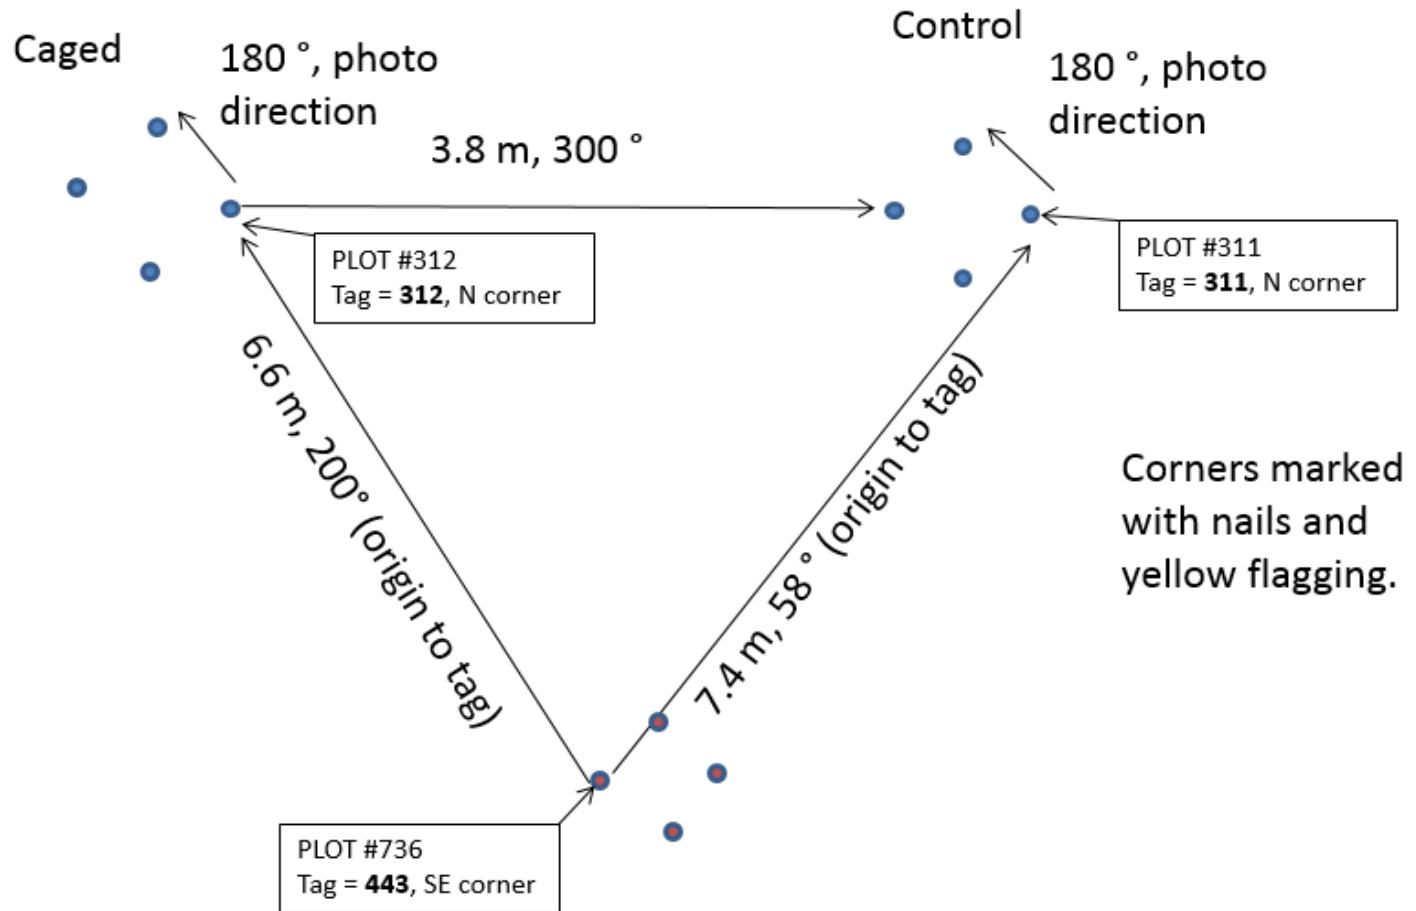 Caged
180 °, photo
direction
3.8 m, 300 °
Control
180 °, photo
direction
PLOT #312
Tag = 312, N corner
PLOT #311
Tag = 311, N corner
6.6 m, 200° (origin to tag)
7.4 m, 58 ° (origin to tag)
Corners marked
with nails and
yellow flagging.
PLOT #736
Tag = 443, SE corner